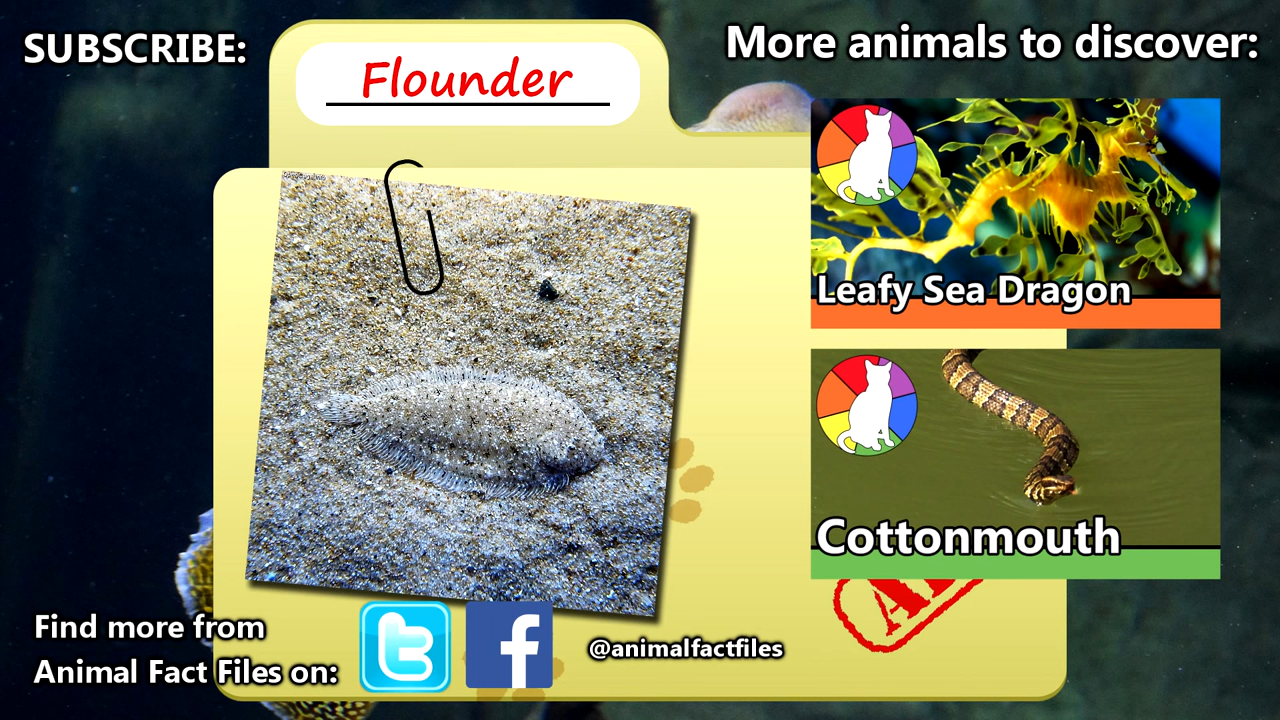 SUBSCRIBE:
Flounder
More animals to discover:
Leafy Sea Dragon
Cottonmouth
Find more from
Animal Fact Files on:
@animalfactfiles